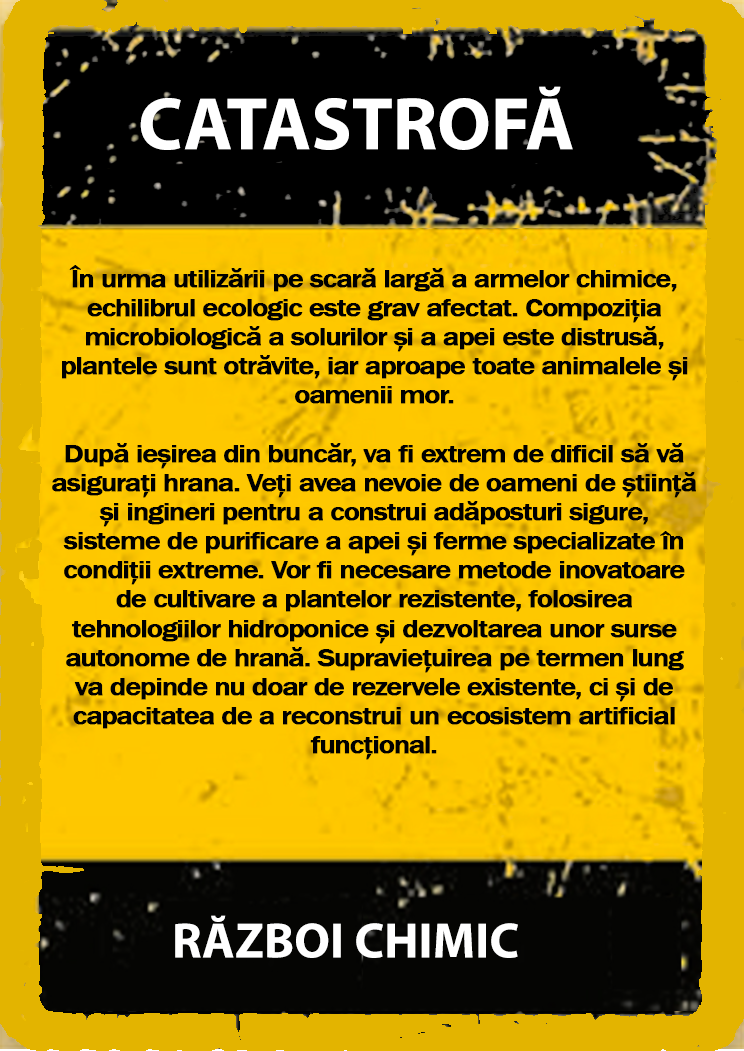 CATASTROFĂ
În urma utilizării pe scară largă a armelor chimice,
echilibrul ecologic este grav afectat. Compoziția
microbiologică a solurilor și a apei este distrusă,
plantele sunt otrăvite, iar aproape toate animalele și
oamenii mor.
După ieșirea din buncăr, va fi extrem de dificil să vă
asigurați hrana. Veți avea nevoie de oameni de știință
și ingineri pentru a construi adăposturi sigure,
sisteme de purificare a apei și ferme specializate în
condiții extreme. Vor fi necesare metode inovatoare
de cultivare a plantelor rezistente, folosirea
tehnologiilor hidroponice și dezvoltarea unor surse
autonome de hrană. Supraviețuirea pe termen lung
va depinde nu doar de rezervele existente, ci și de
capacitatea de a reconstrui un ecosistem artificial
funcțional.
RĂZBOI CHIMIC